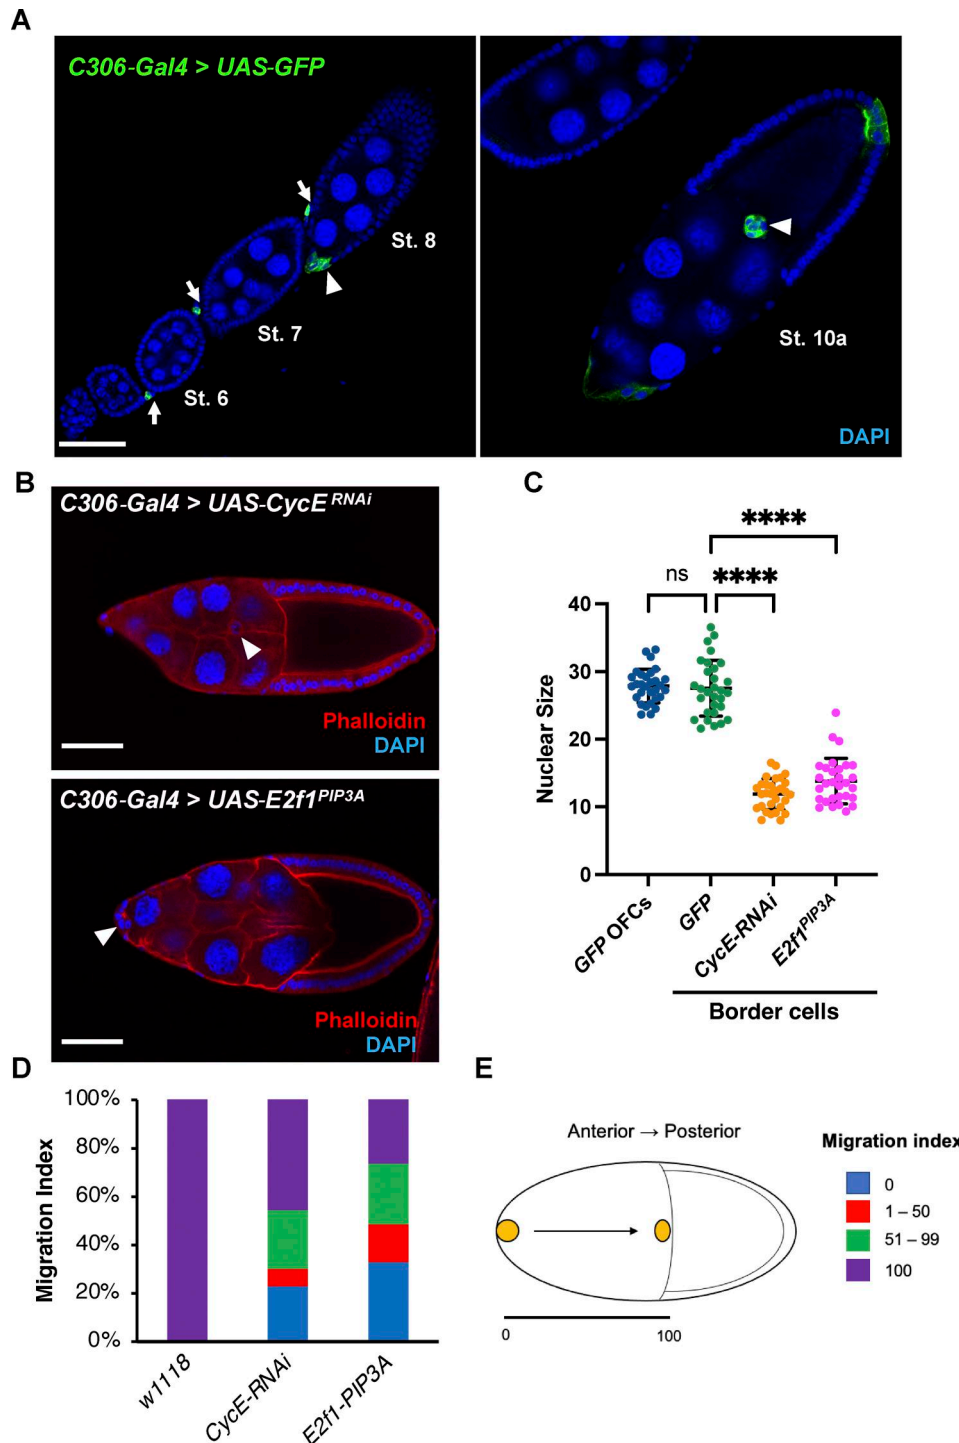 A
C306-Gal4 > UAS-GFP
St. 8
St. 7
St. 6
St. 10a
DAPI
B
C306-Gal4 > UAS-CycE RNAi
Phalloidin
DAPI
C306-Gal4 > UAS-E2f1PIP3A
Phalloidin
DAPI
C
****
ns
****
40
30
20
10
0
Nuclear Size
GFP OFCs
GFP
CycE-RNAi
E2f1PIP3A
Border cells
D
100%
80%
60%
40%
20%
0%
Migration Index
w1118
CycE-RNAi
E2f1-PIP3A
E
Anterior → Posterior
0
100
Migration index
0
1 – 50
51 – 99
100